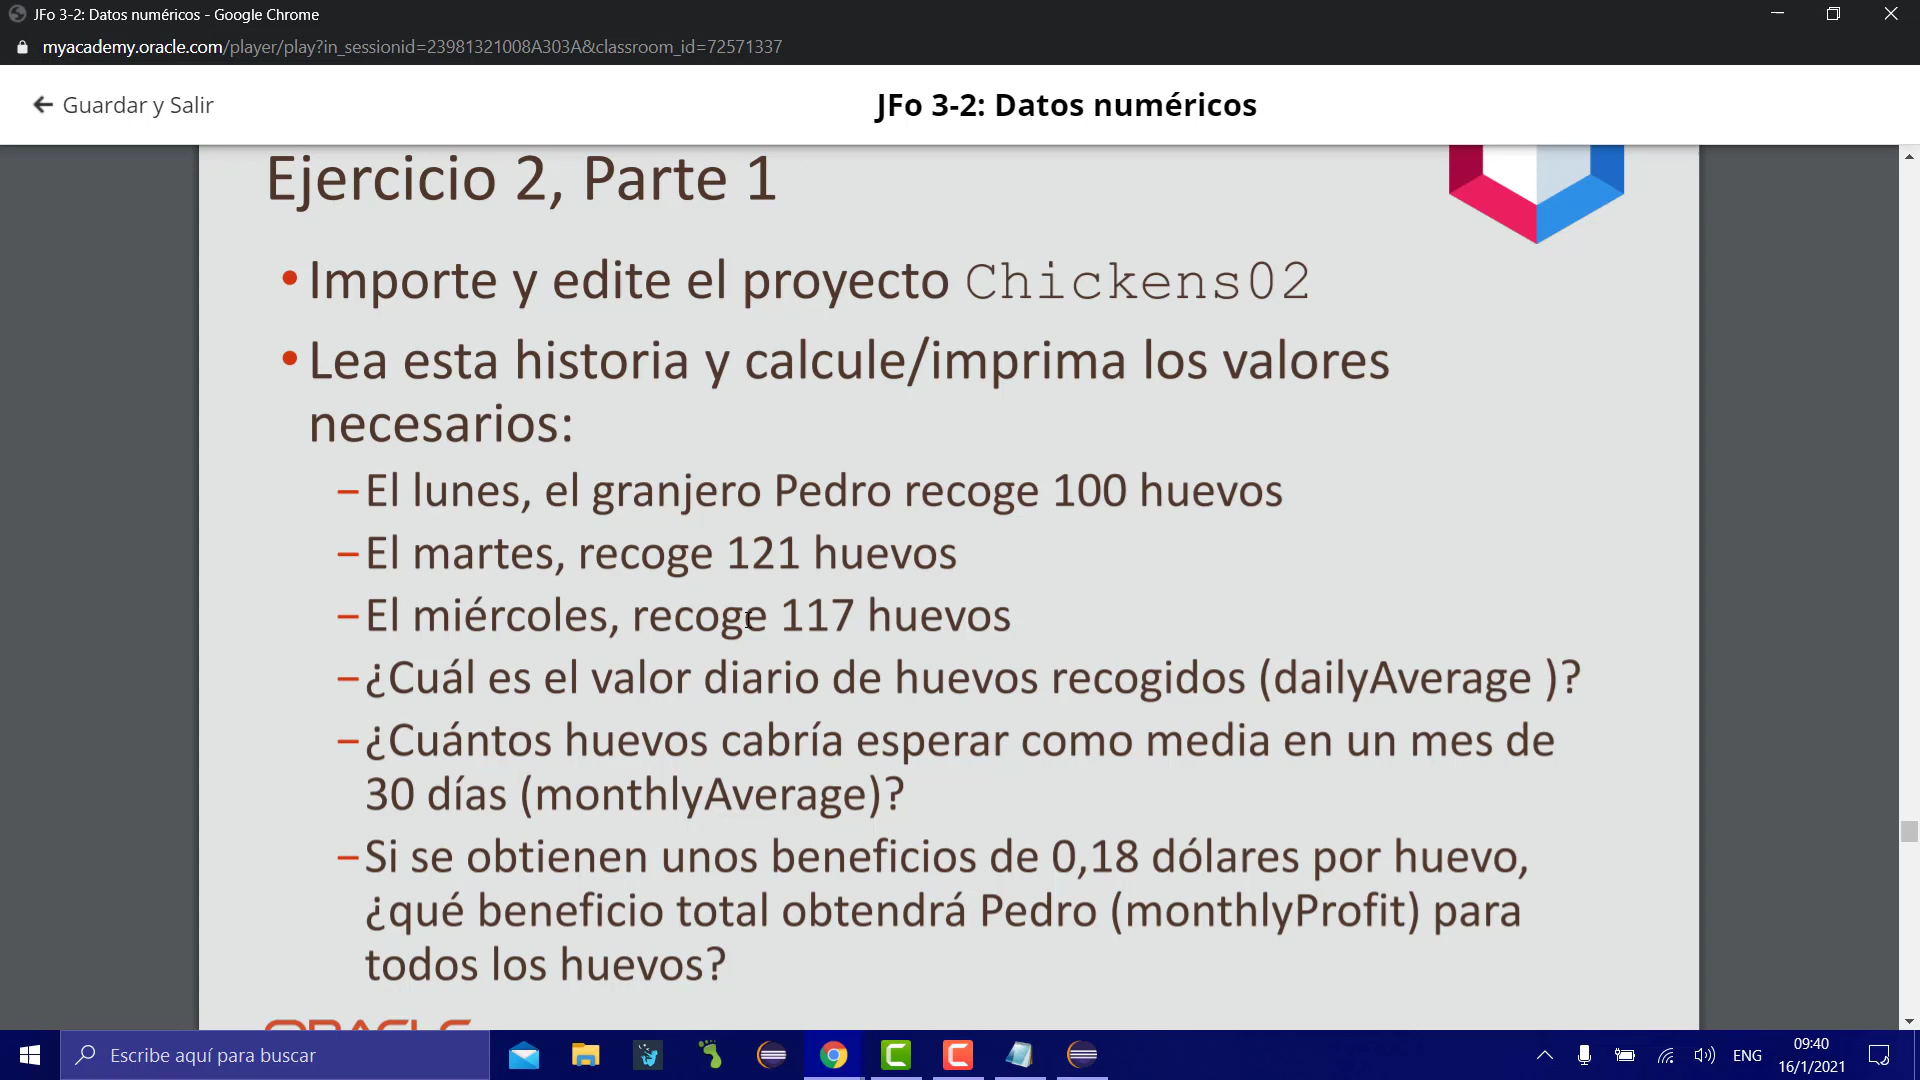 JFo 3-2: Datos numéricos - Google Chrome
myacademy.oracle.com/player/play?in_sessionid=23981321008A303A&classroom_id=72571337
Guardar y Salir
JFo 3-2: Datos numéricos
Ejercicio 2, Parte 1
• Importe y edite el proyecto Chickens02
• Lea esta historia y calcule/imprima los valores
necesarios:
– El lunes, el granjero Pedro recoge 100 huevos
– El martes, recoge 121 huevos
– El miércoles, recoge 117 huevos
– ¿Cuál es el valor diario de huevos recogidos (dailyAverage )?
– ¿Cuántos huevos cabría esperar como media en un mes de
30 días (monthlyAverage)?
– Si se obtienen unos beneficios de 0,18 dólares por huevo,
¿qué beneficio total obtendrá Pedro (monthlyProfit) para
todos los huevos?
ORACLE
Escribe aquí para buscar
ENG
09:40
16/1/2021